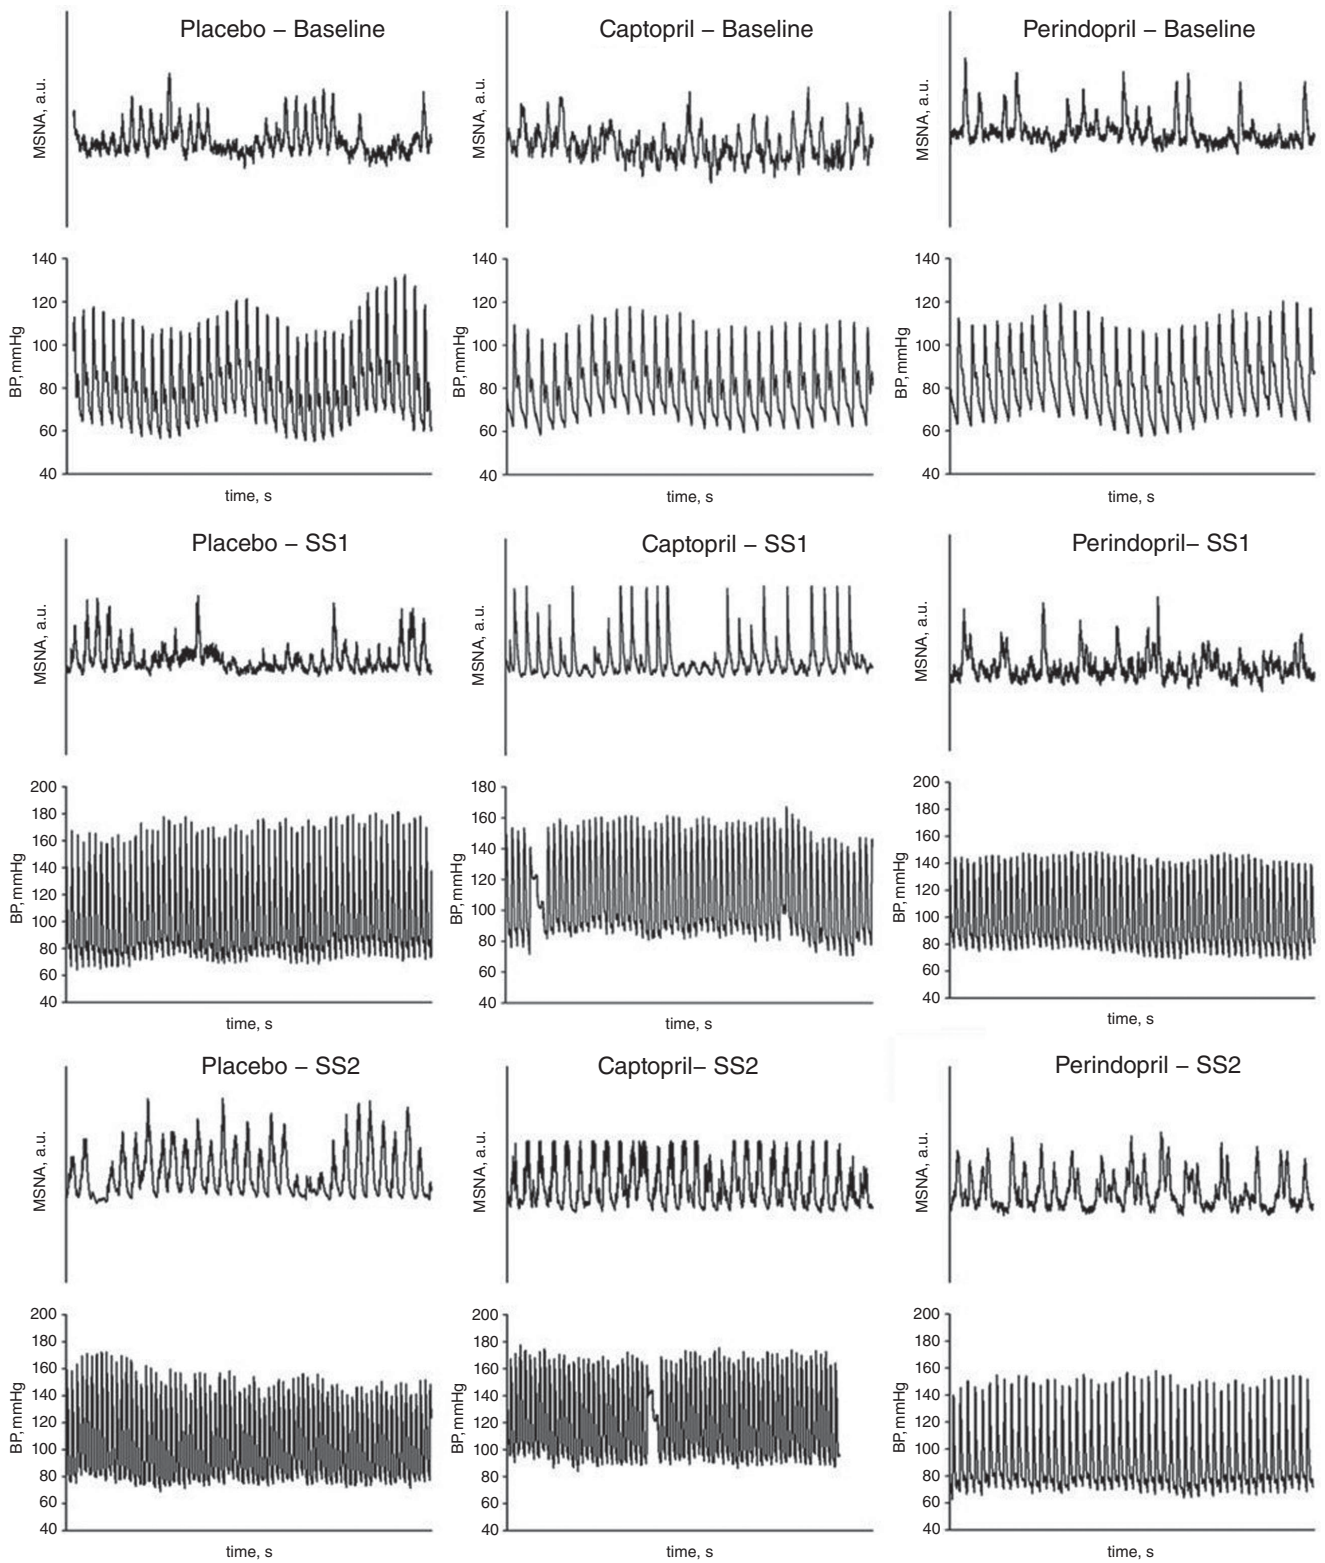 Placebo – Baseline
Captopril – Baseline
Perindopril – Baseline
MSNA, a.u.
MSNA, a.u.
MSNA, a.u.
BP,mmHg
140
120
100
80
60
40
time, s
BP,mmHg
140
120
100
80
60
40
time, s
BP,mmHg
140
120
100
80
60
40
time, s
Placebo – SS1
Captopril – SS1
Perindopril– SS1
MSNA, a.u.
MSNA, a.u.
MSNA, a.u.
BP,mmHg
200
180
160
140
120
100
80
60
40
time, s
BP,mmHg
180
160
140
120
100
80
60
40
time, s
BP,mmHg
200
180
160
140
120
100
80
60
40
time, s
Placebo – SS2
Captopril– SS2
Perindopril – SS2
MSNA, a.u.
MSNA, a.u.
MSNA, a.u.
BP,mmHg
200
180
160
140
120
100
80
60
40
time, s
BP,mmHg
200
180
160
140
120
100
80
60
40
time, s
BP,mmHg
200
180
160
140
120
100
80
60
40
time, s